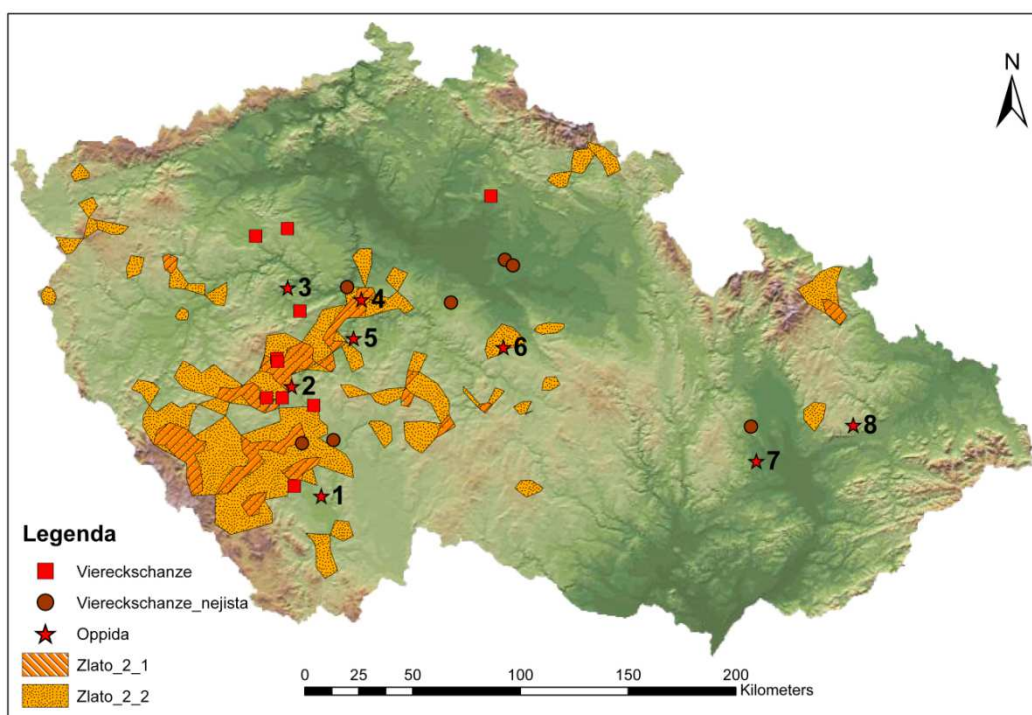 N
3
4
5
6
2
8
7
1
Legenda
Viereckschanze
Viereckschanze_nejista
Oppida
Zlato_2_1
Zlato_2_2
0 50 100 150 200
Kilometers